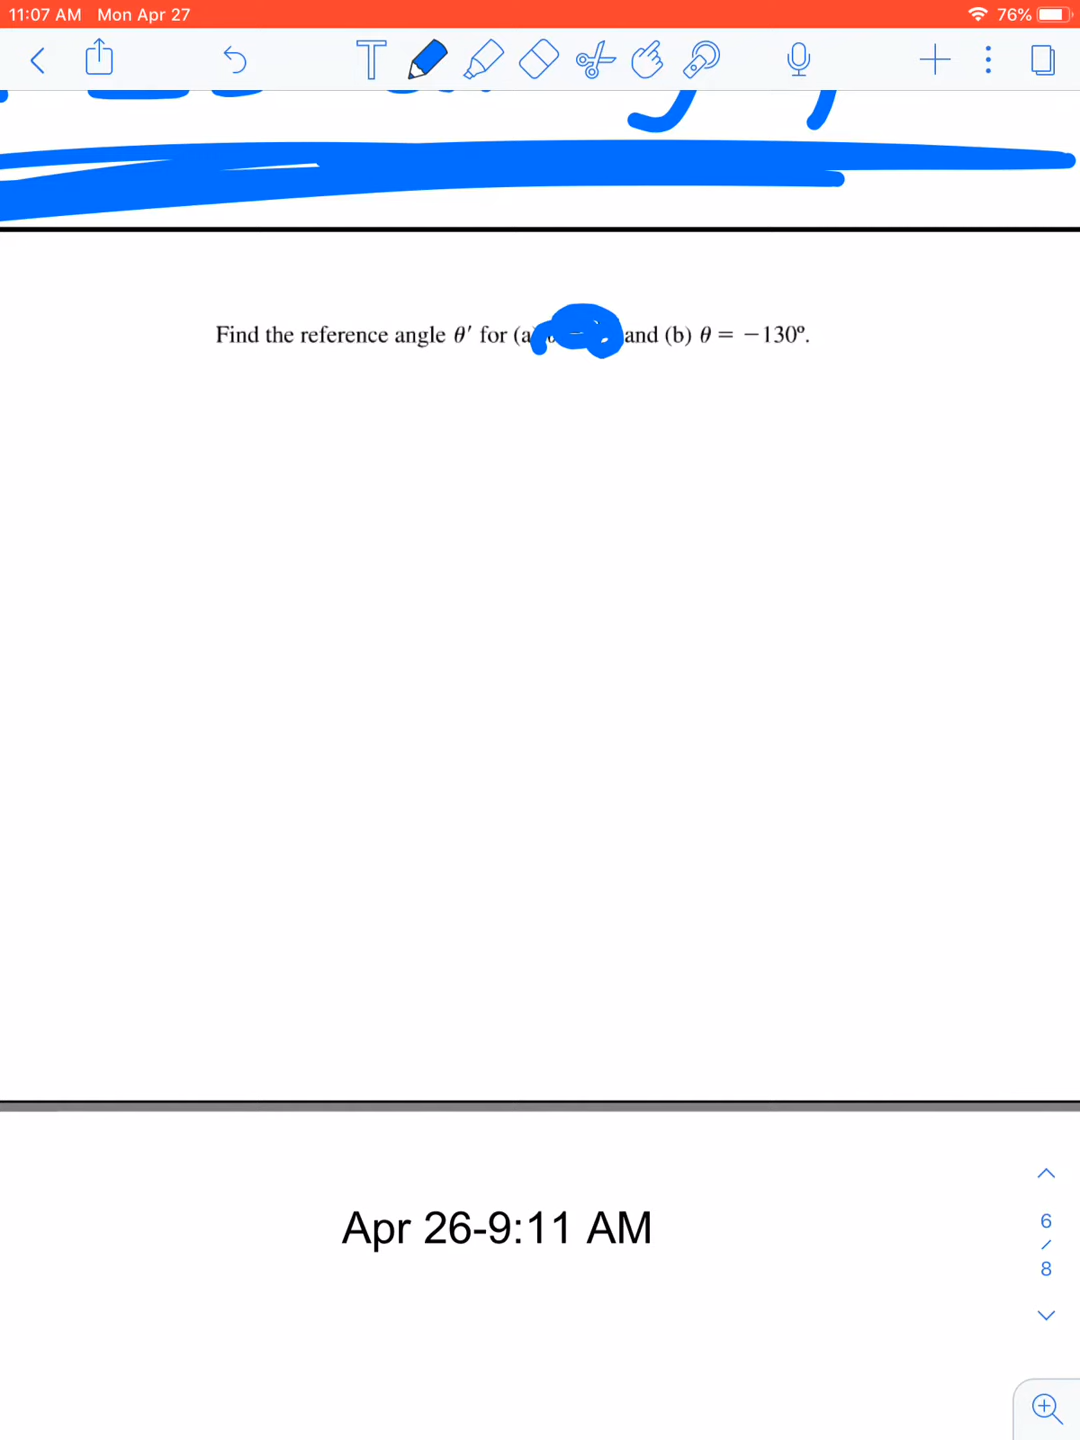 11:07 AM Mon Apr 27 76%
Find the reference angle θ′ for (a) and (b) θ = −130º.
Apr 26-9:11 AM
6
/
8